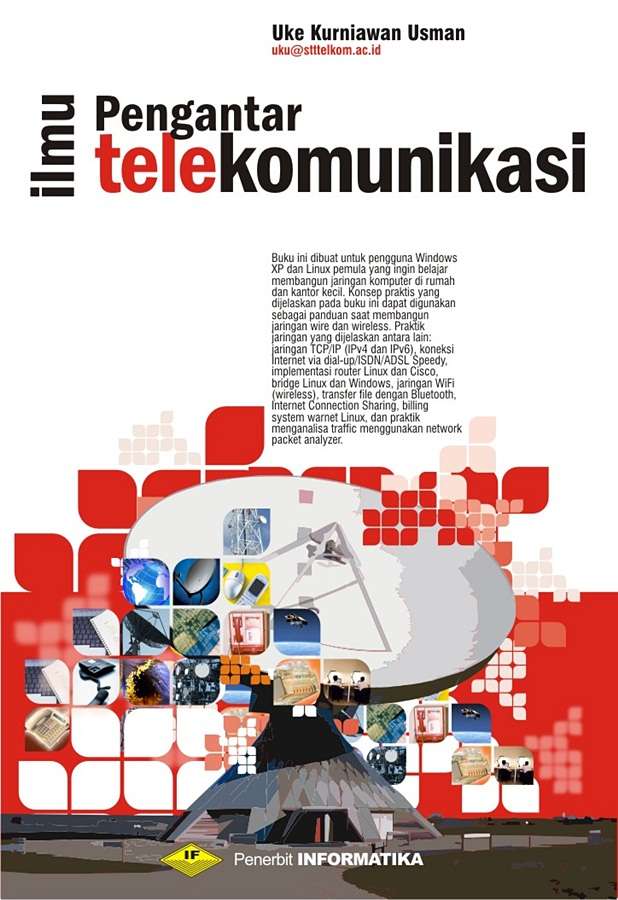 Uke Kurniawan Usman
uku@stttelkom.ac.id
ilmu
Pengantar
telekomunikasi
Buku ini dibuat untuk pengguna Windows
XP dan Linux pemula yang ingin belajar
membangun jaringan komputer di rumah
dan kantor kecil. Konsep praktis yang
dijelaskan pada buku ini dapat digunakan
sebagai panduan saat membangun
jaringan wire dan wireless. Praktik
jaringan yang dijelaskan antara lain:
jaringan TCP/IP (IPv4 dan IPv6), koneksi
Internet via dial-up/ISDN/ADSL Speedy,
implementasi router Linux dan Cisco,
bridge Linux dan Windows, jaringan WiFi
(wireless), transfer file dengan Bluetooth,
Internet Connection Sharing, billing
system warnet Linux, dan praktik
menganalisa traffic menggunakan network
packet analyzer.
IF
Penerbit INFORMATIKA